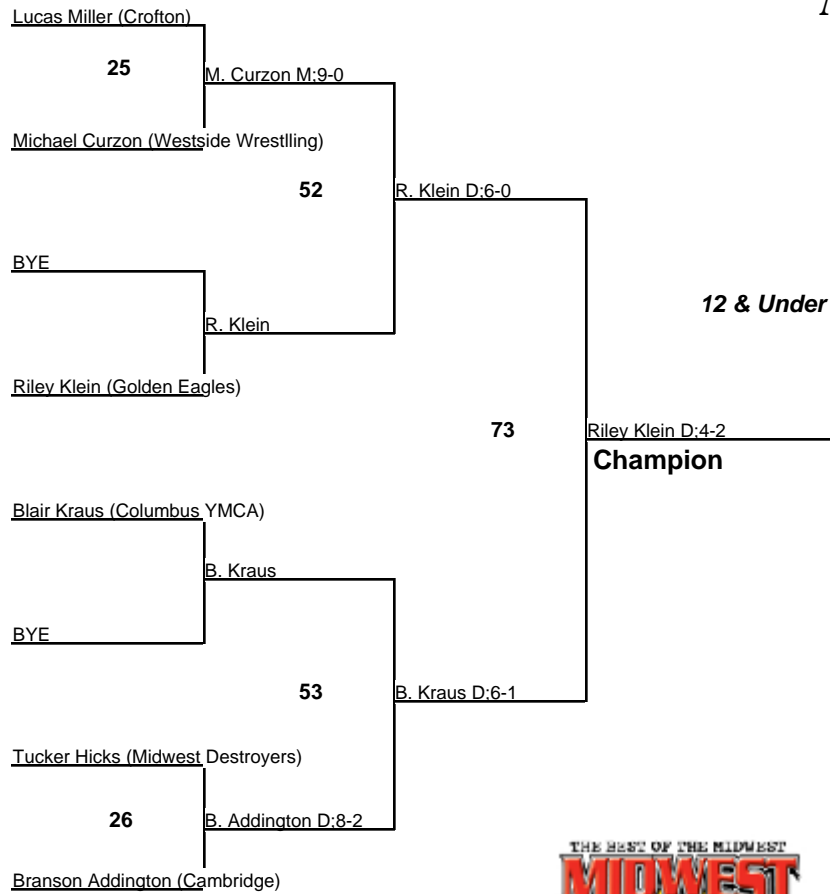 Lucas Miller (Crofton)
25
M. Curzon M;9-0
Michael Curzon (Westside Wrestlling)
52
R. Klein D;6-0
BYE
12 & Under
R. Klein
Riley Klein (Golden Eagles)
73
Riley Klein D;4-2
Champion
Blair Kraus (Columbus YMCA)
B. Kraus
BYE
53
B. Kraus D;6-1
Tucker Hicks (Midwest Destroyers)
26
B. Addington D;8-2
THE BEST OF THE MIDWEST
MIDWEST
Branson Addington (Cambridge)